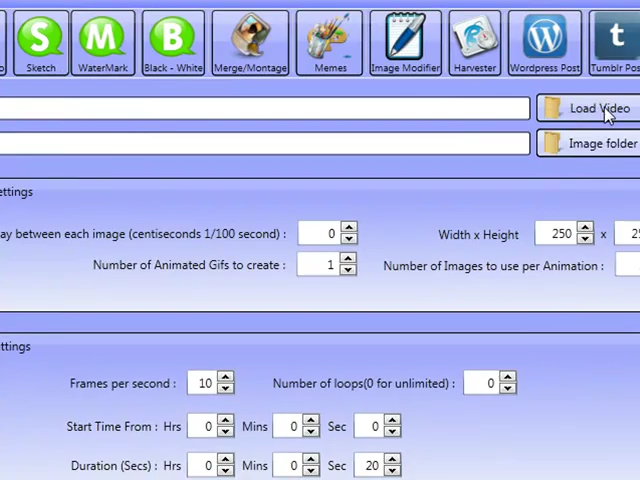 S M B W t
o Sketch WaterMark Black - White Merge/Montage Memes Image Modifier Harvester Wordpress Post Tumblr Pos
Load Video
Image folder
ettings
ay between each image (centiseconds 1/100 second) : 0 Width x Height 250 x 25
Number of Animated Gifs to create : 1 Number of Images to use per Animation :
ttings
Frames per second : 10 Number of loops(0 for unlimited) : 0
Start Time From : Hrs 0 Mins 0 Sec 0
Duration (Secs) : Hrs 0 Mins 0 Sec 20